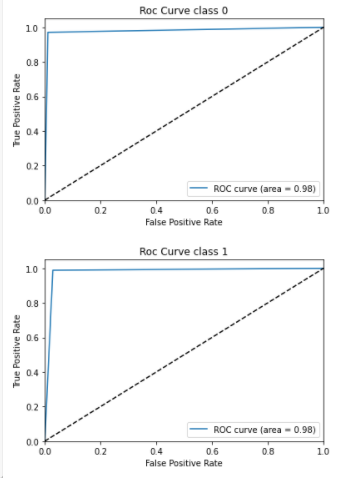 Roc Curve class 0
1.0
0.8
0.6
0.4
0.2
0.0
True Positive Rate
ROC curve (area = 0.98)
0.0 0.2 0.4 0.6 0.8 1.0
False Positive Rate
Roc Curve class 1
1.0
0.8
0.6
0.4
0.2
0.0
True Positive Rate
ROC curve (area = 0.98)
0.0 0.2 0.4 0.6 0.8 1.0
False Positive Rate